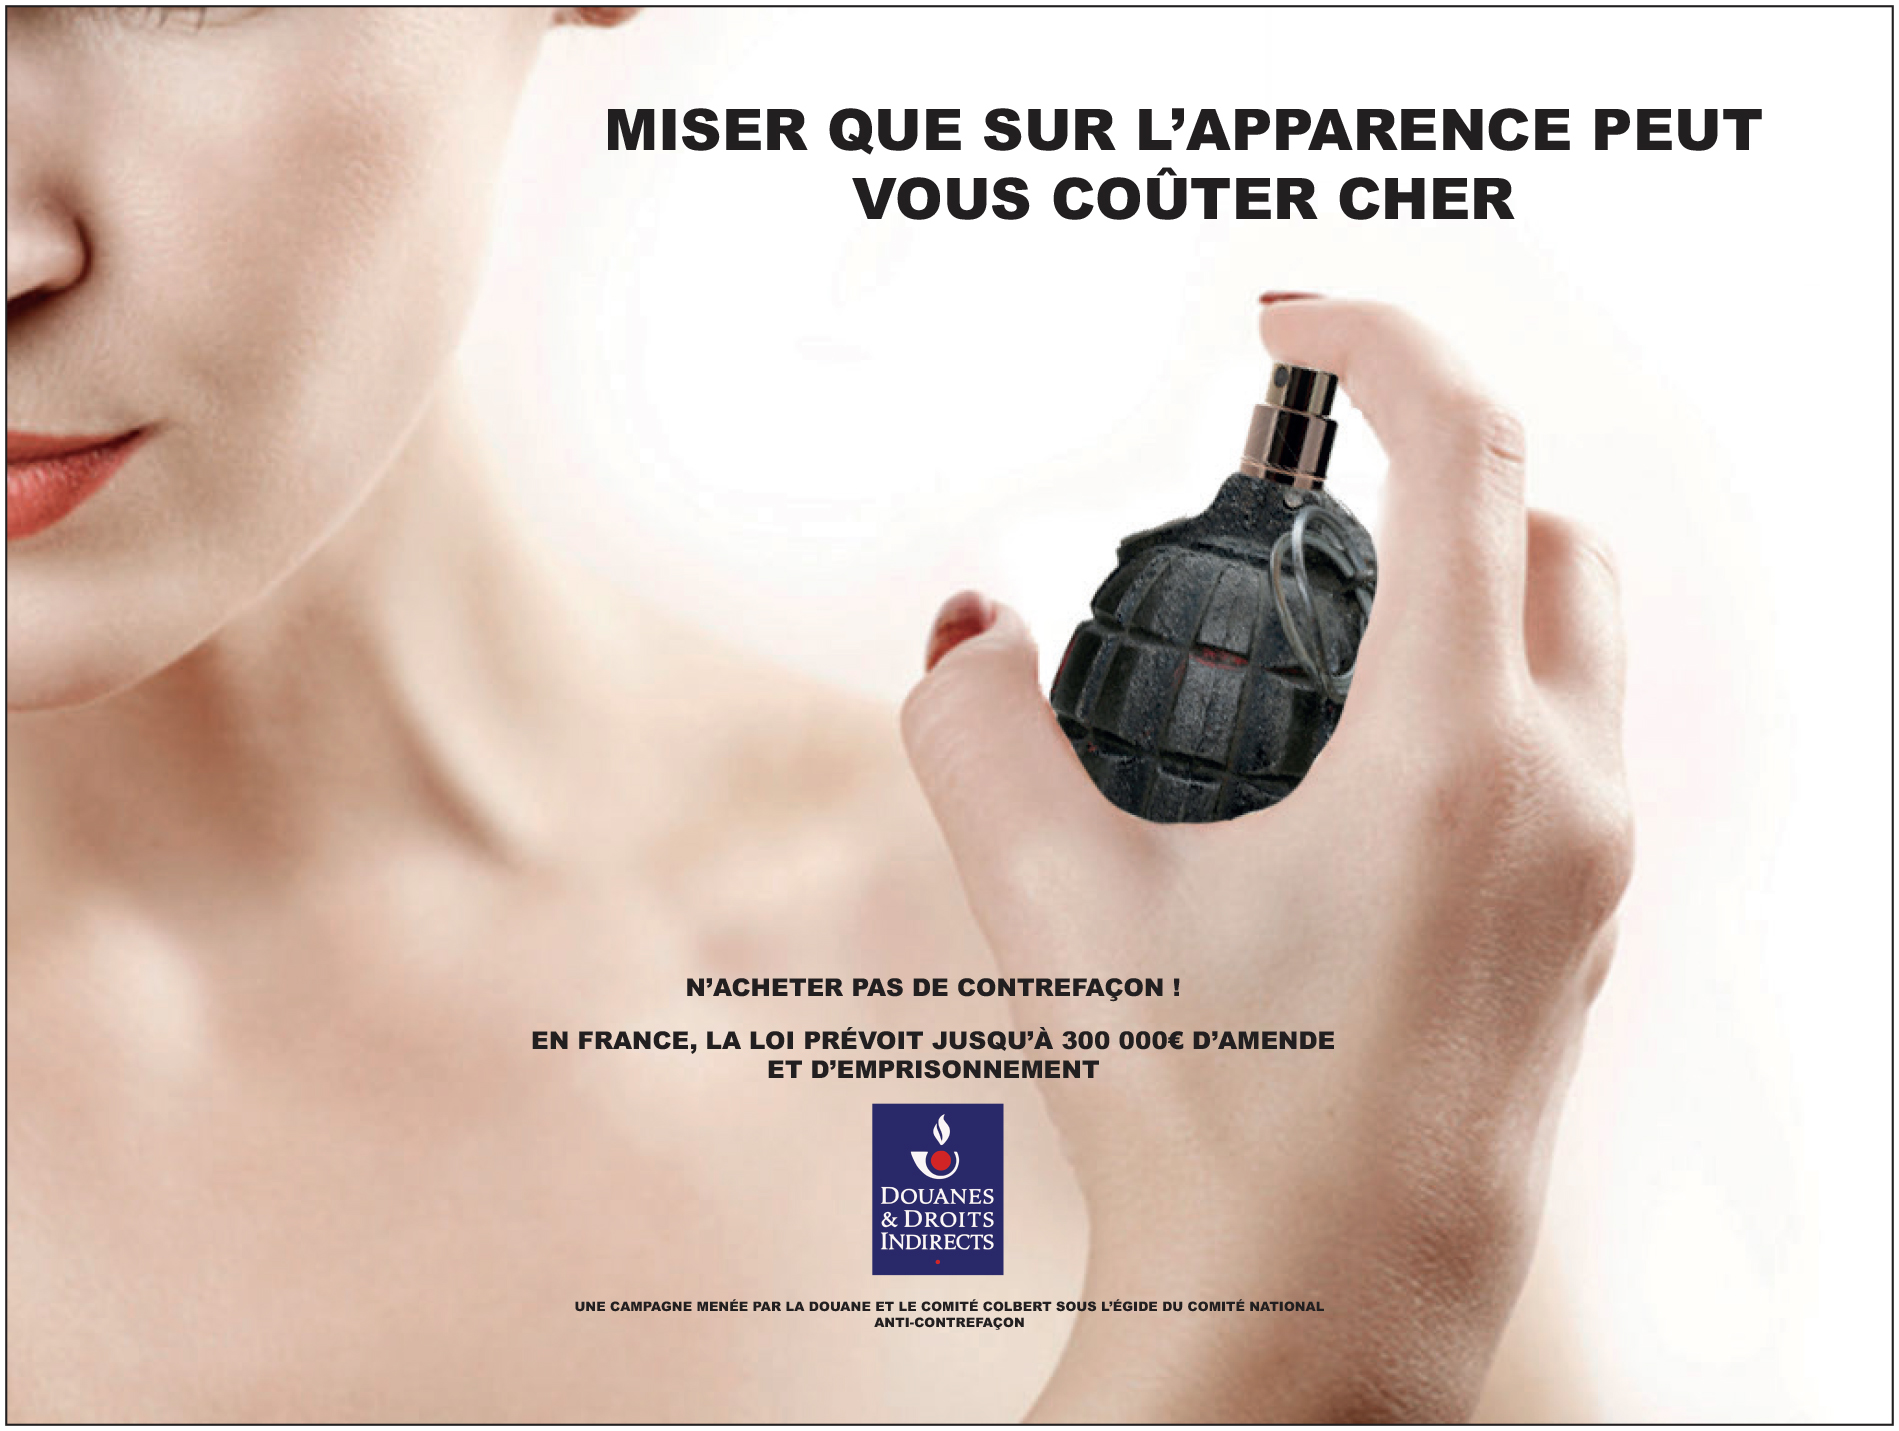 MISER QUE SUR L'APPARENCE PEUT
VOUS COÛTER CHER
N'ACHETER PAS DE CONTREFAÇON !
EN FRANCE, LA LOI PRÉVOIT JUSQU'À 300 000€ D'AMENDE
ET D'EMPRISONNEMENT
DOUANES
& DROITS
INDIRECTS
UNE CAMPAGNE MENÉE PAR LA DOUANE ET LE COMITÉ COLBERT SOUS L'ÉGIDE DU COMITÉ NATIONAL
ANTI-CONTREFAÇON